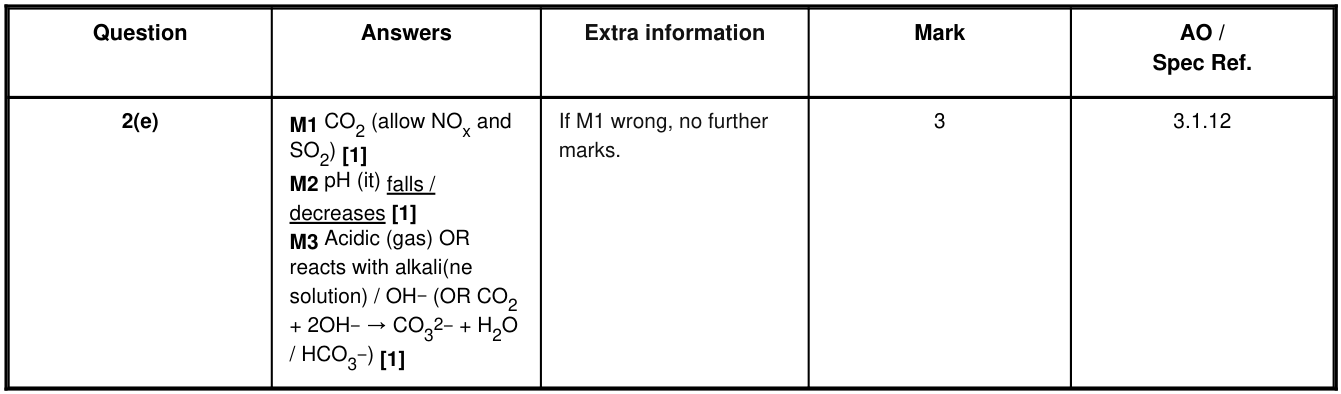 Question Answers Extra information Mark AO /
Spec Ref.
2(e) M1 CO₂ (allow NOₓ and If M1 wrong, no further 3 3.1.12
SO₂) [1] marks.
M2 pH (it) falls /
decreases [1]
M3 Acidic (gas) OR
reacts with alkali(ne
solution) / OH– (OR CO₂
+ 2OH– → CO₃²⁻ + H₂O
/ HCO₃⁻) [1]